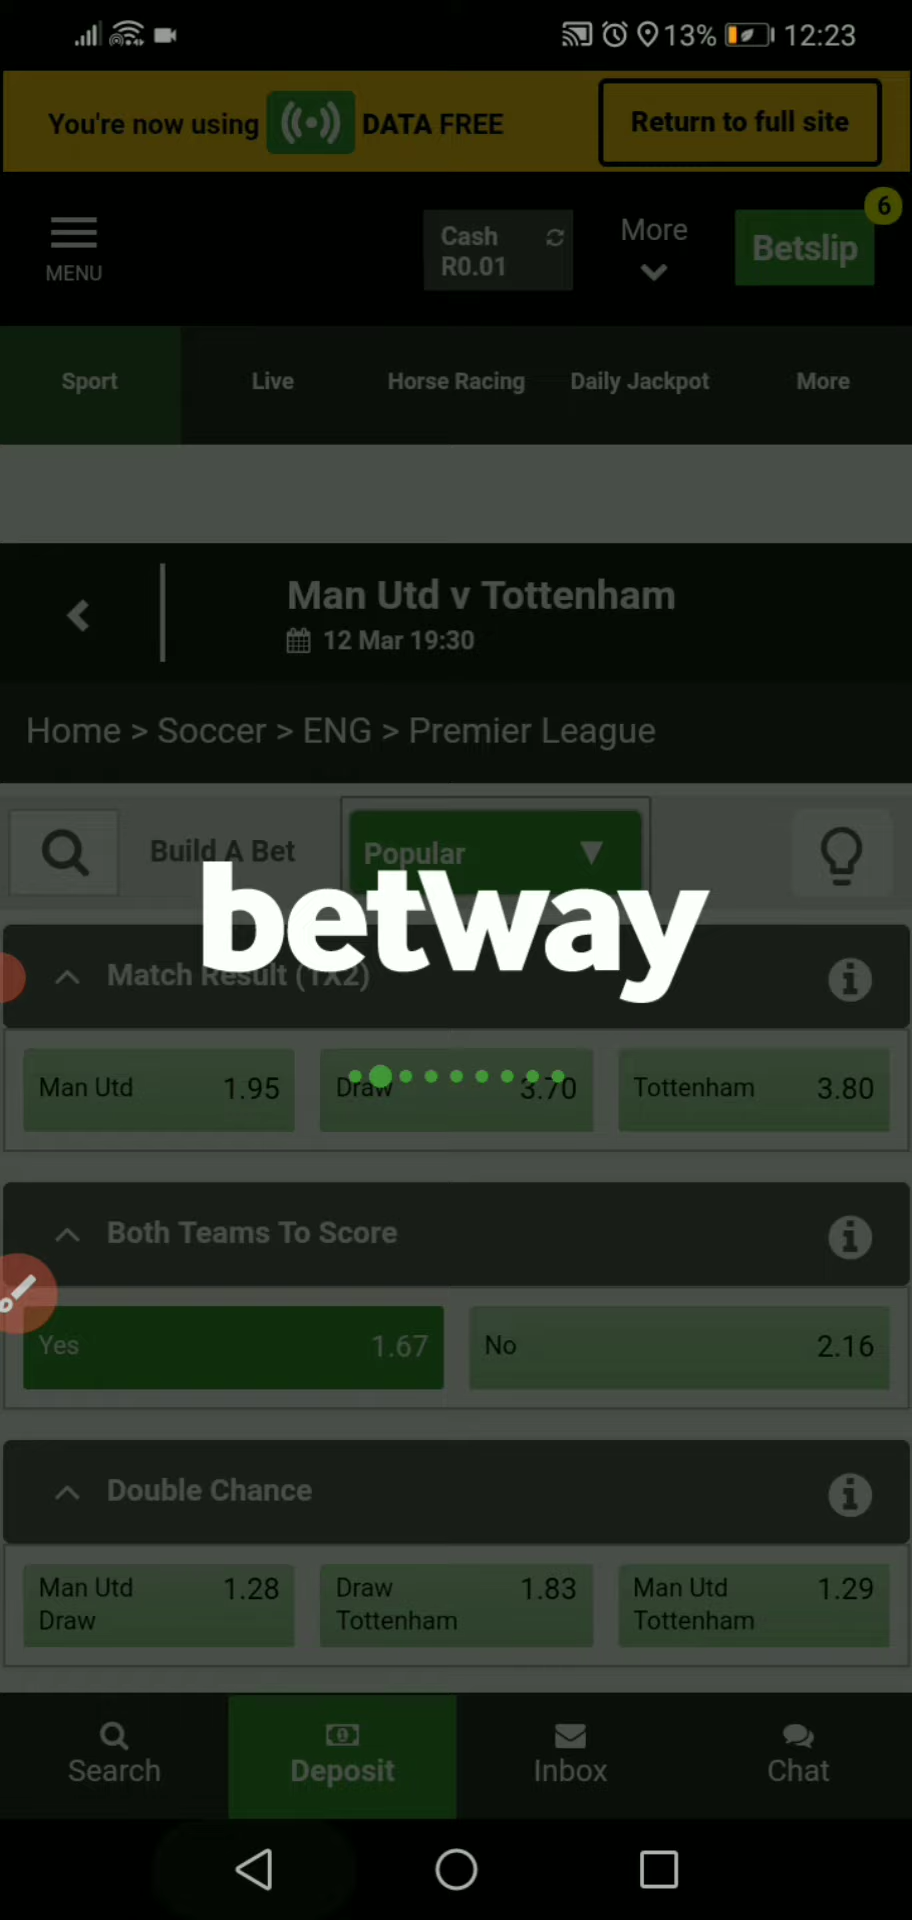 13% 12:23
You're now using DATA FREE
Return to full site
6
MENU
Cash
R0.01
More
Betslip
Sport Live Horse Racing Daily Jackpot More
Man Utd v Tottenham
12 Mar 19:30
Home > Soccer > ENG > Premier League
Build A Bet
Popular
betway
Match Result (1X2)
Man Utd 1.95 Draw 3.70 Tottenham 3.80
Both Teams To Score
Yes 1.67 No 2.16
Double Chance
Man Utd 1.28 Draw 1.83 Man Utd 1.29
Draw Tottenham Tottenham
Search Deposit Inbox Chat